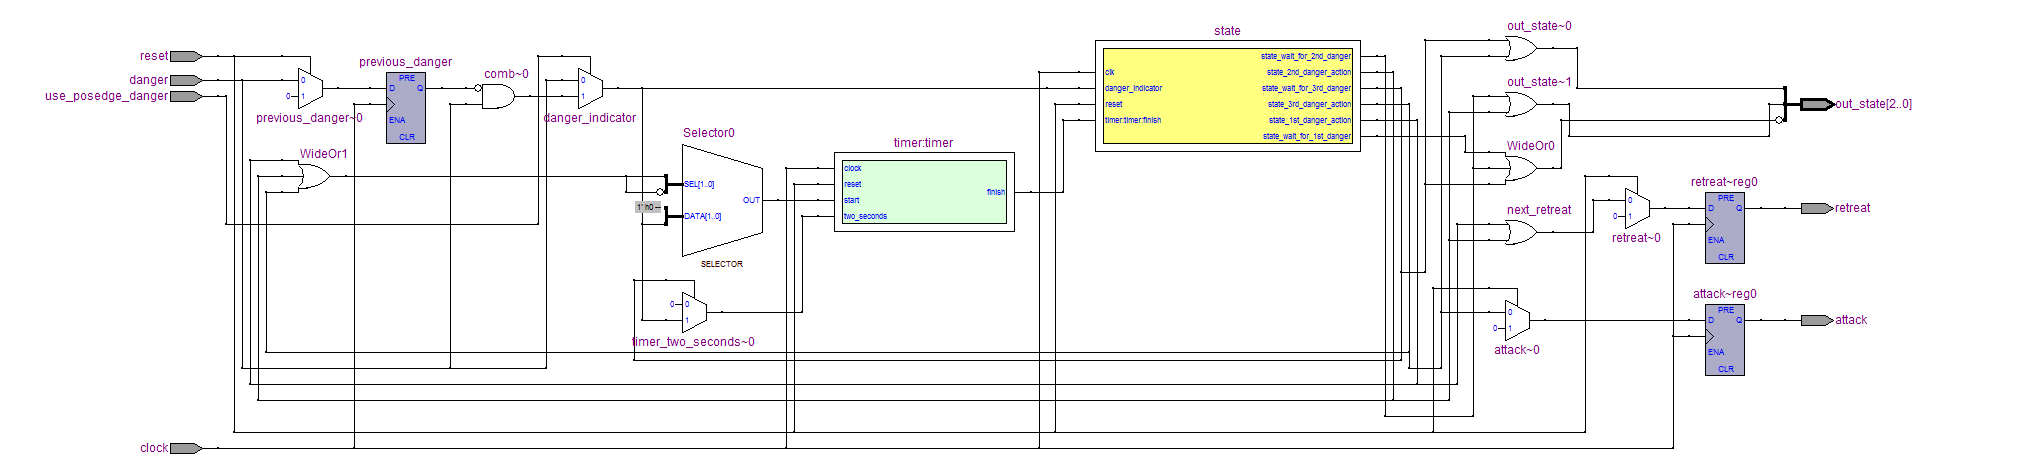 reset
danger
use_posedge_danger
clock
0
1
previous_danger~0
0
previous_danger
PRE
D
Q
ENA
CLR
comb~0
0
1
danger_indicator
WideOr1
Selector0
SEL[1..0]
1' h0
DATA[1..0]
OUT
SELECTOR
0
0
1
timer_two_seconds~0
timer:timer
clock
reset
start
two_seconds
finish
state
clk
danger_indicator
reset
timer:timer.finish
state_wait_for_2nd_danger
state_2nd_danger_action
state_wait_for_3rd_danger
state_3rd_danger_action
state_1st_danger_action
state_wait_for_1st_danger
out_state~0
out_state~1
WideOr0
next_retreat
0
0
1
retreat~0
0
0
1
attack~0
retreat~reg0
PRE
D
Q
ENA
CLR
attack~reg0
PRE
D
Q
ENA
CLR
out_state[2..0]
retreat
attack